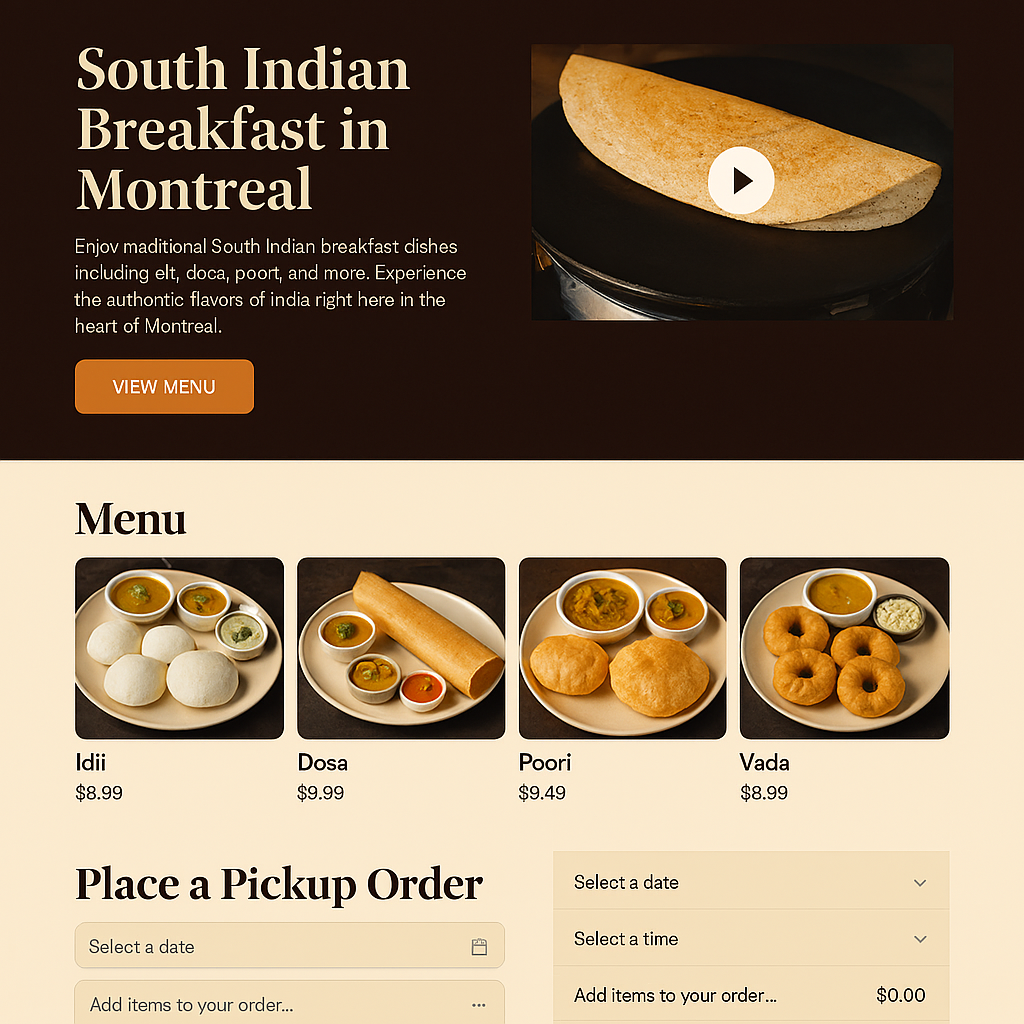 South Indian
Breakfast in
Montreal
Enjov maditional South Indian breakfast dishes
including elt, doca, poort, and more. Experience
the authontic flavors of india right here in the
heart of Montreal.
VIEW MENU
Menu
Idii
$8.99
Dosa
$9.99
Poori
$9.49
Vada
$8.99
Place a Pickup Order
Select a date
Add items to your order...
Select a date
Select a time
Add items to your order... $0.00